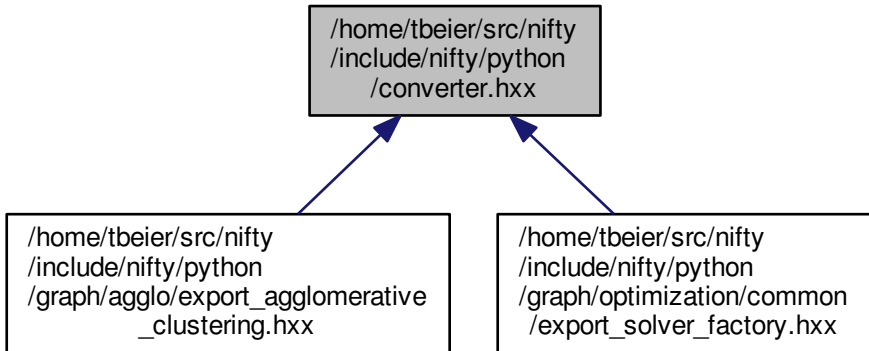 /home/tbeier/src/nifty
/include/nifty/python
/converter.hxx
/home/tbeier/src/nifty
/include/nifty/python
/graph/agglo/export_agglomerative
_clustering.hxx
/home/tbeier/src/nifty
/include/nifty/python
/graph/optimization/common
/export_solver_factory.hxx